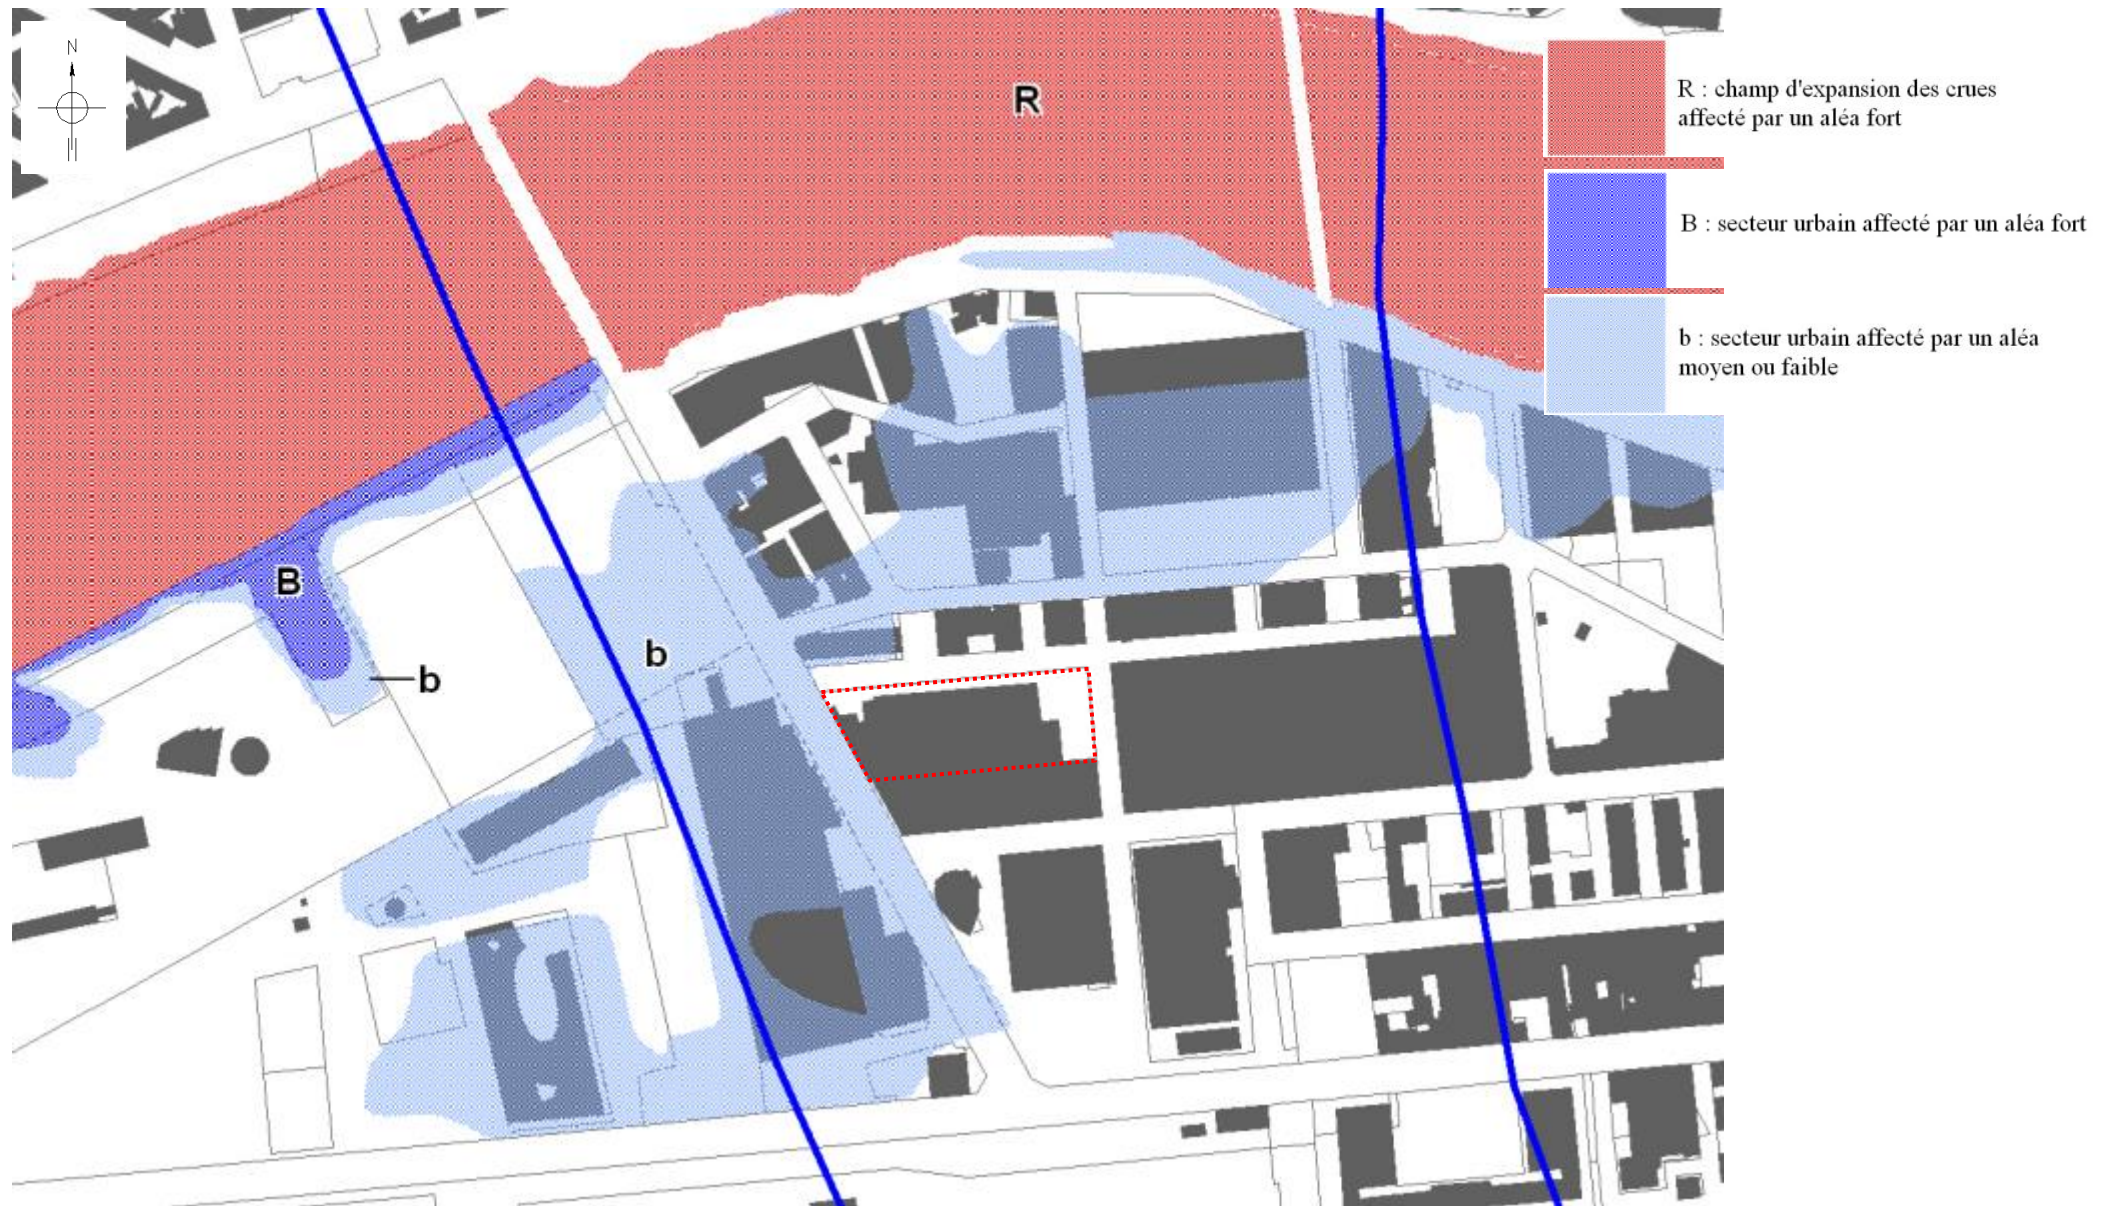 N
R
R : champ d'expansion des crues
affecté par un aléa fort
B : secteur urbain affecté par un aléa fort
b : secteur urbain affecté par un aléa
moyen ou faible
B
b
b